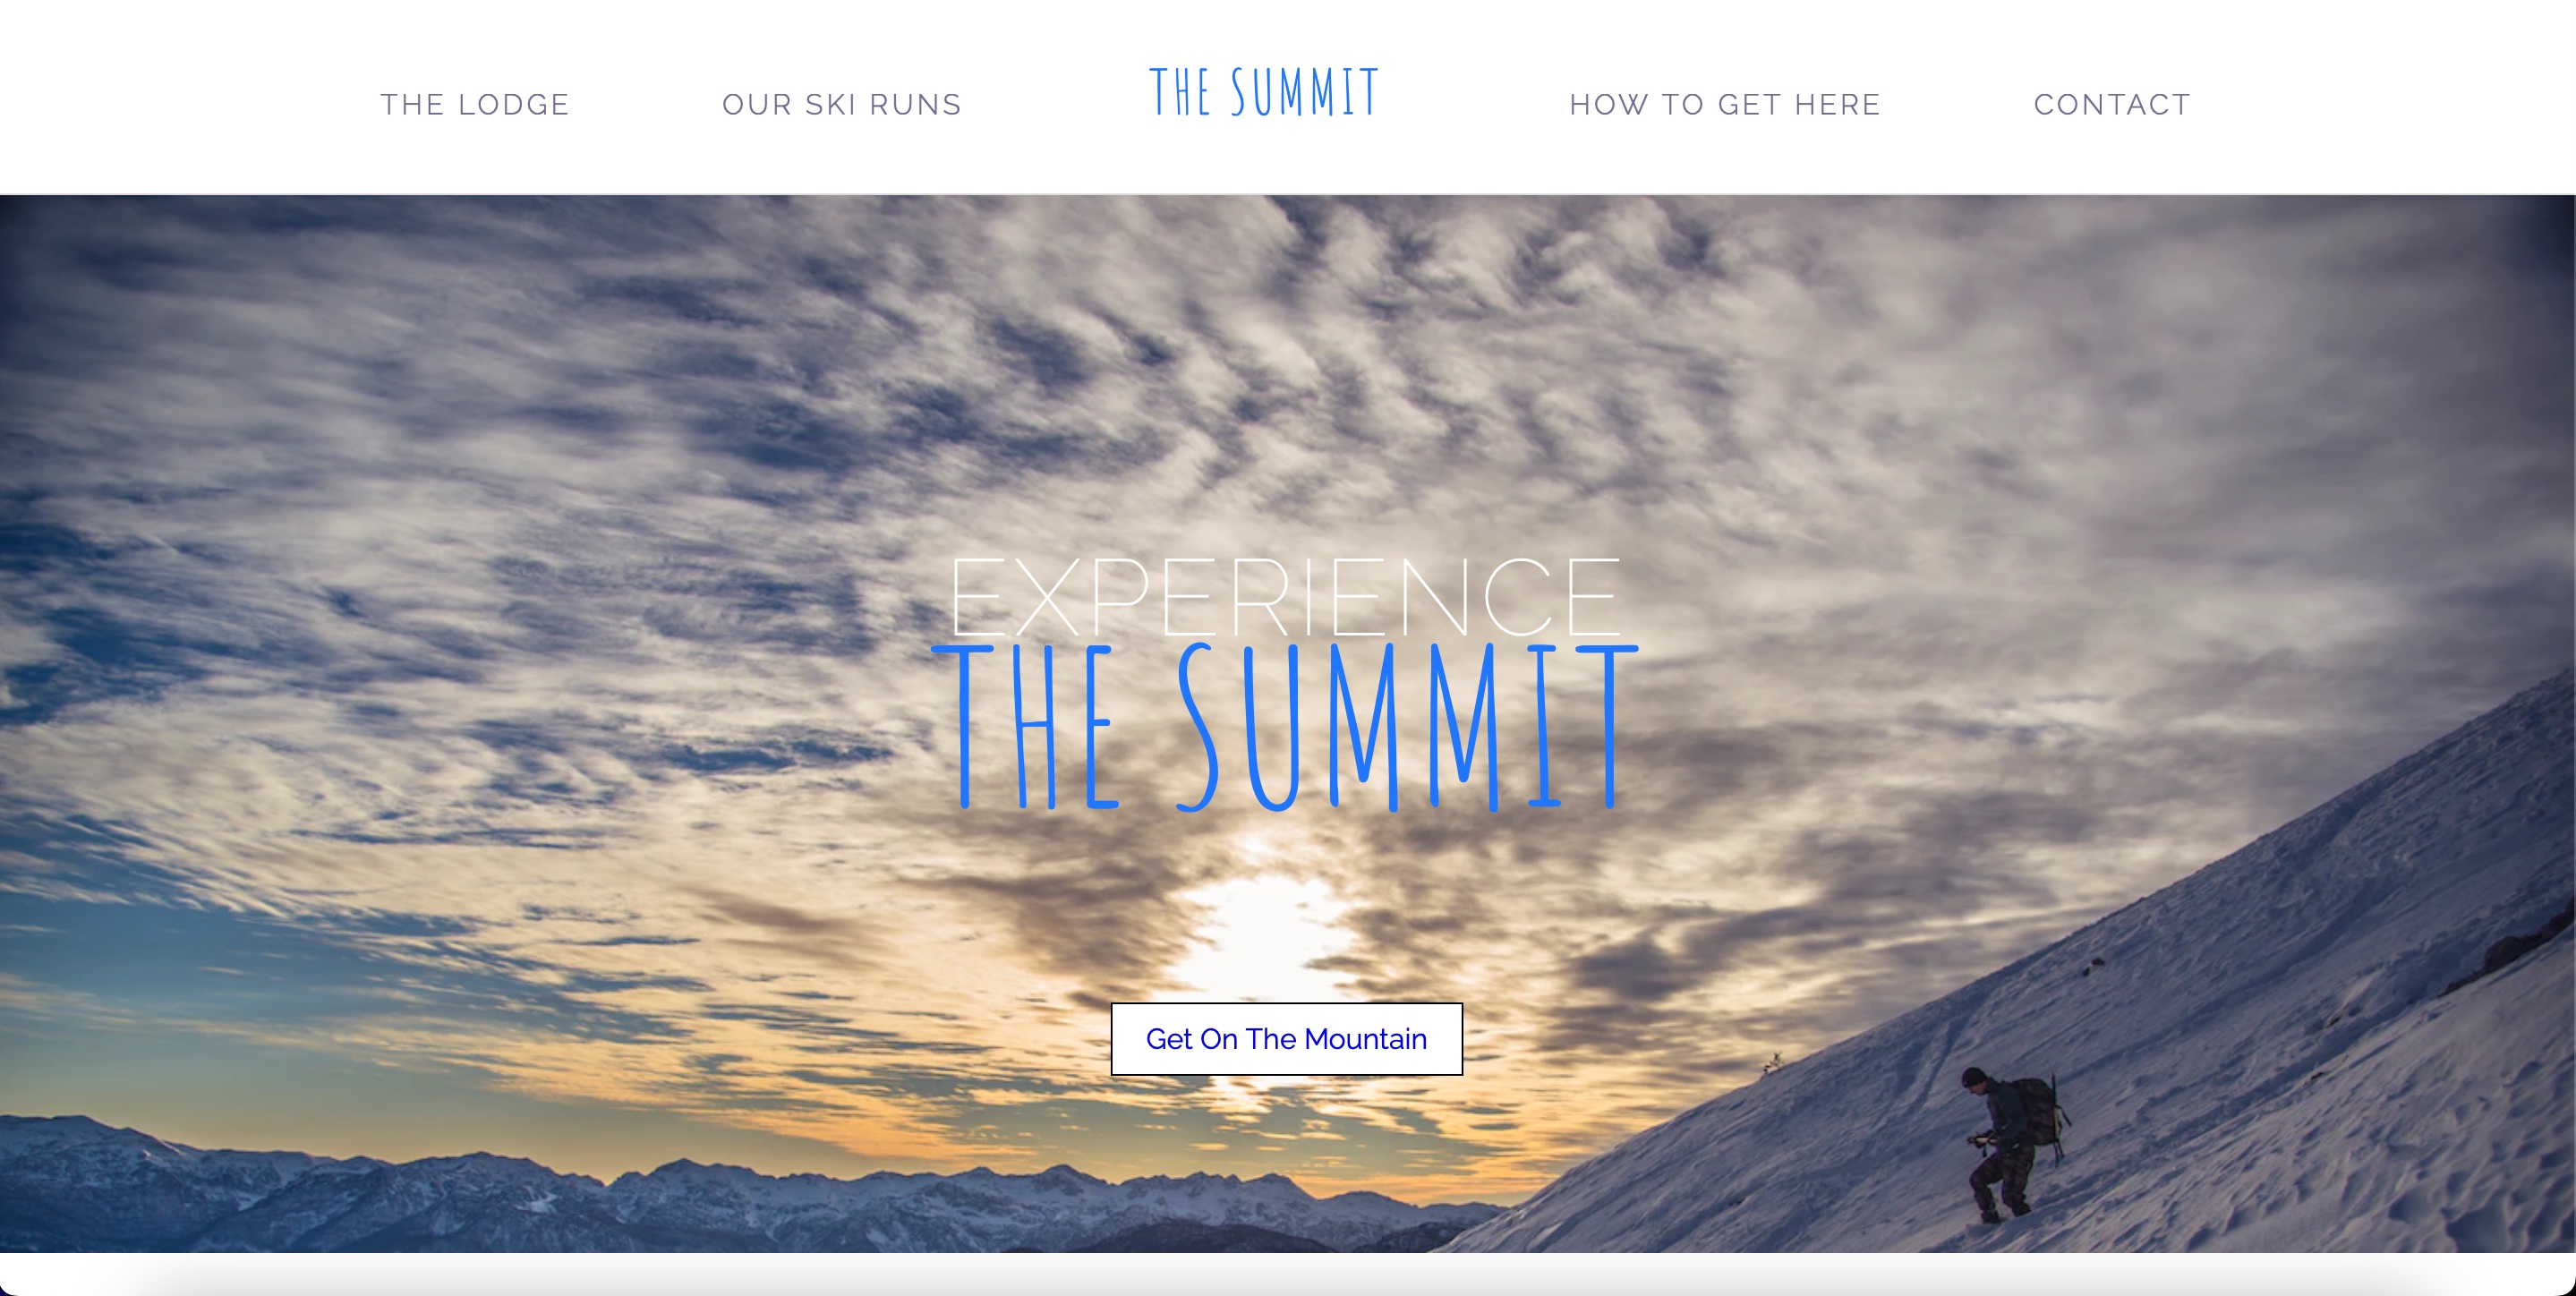 THE LODGE
OUR SKI RUNS
THE SUMMIT
HOW TO GET HERE
CONTACT
EXPERIENCE
THE SUMMIT
Get On The Mountain